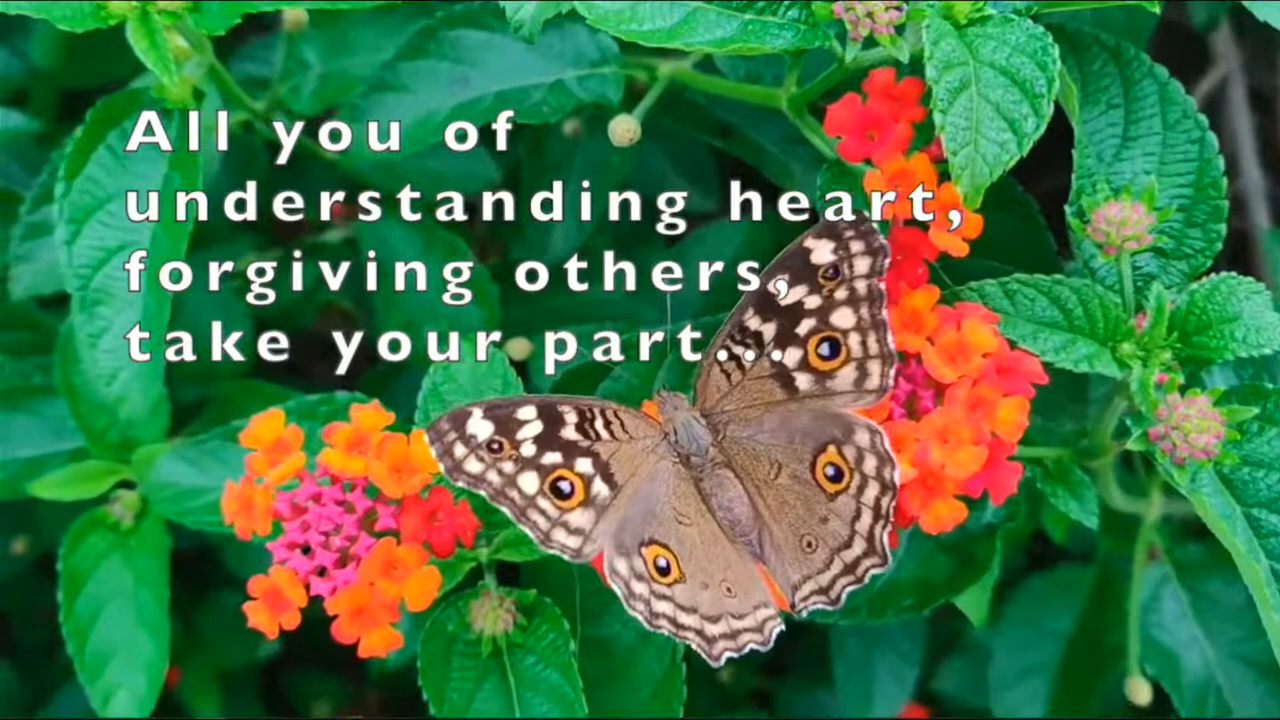 All you of
understanding heart,
forgiving others,
take your part...